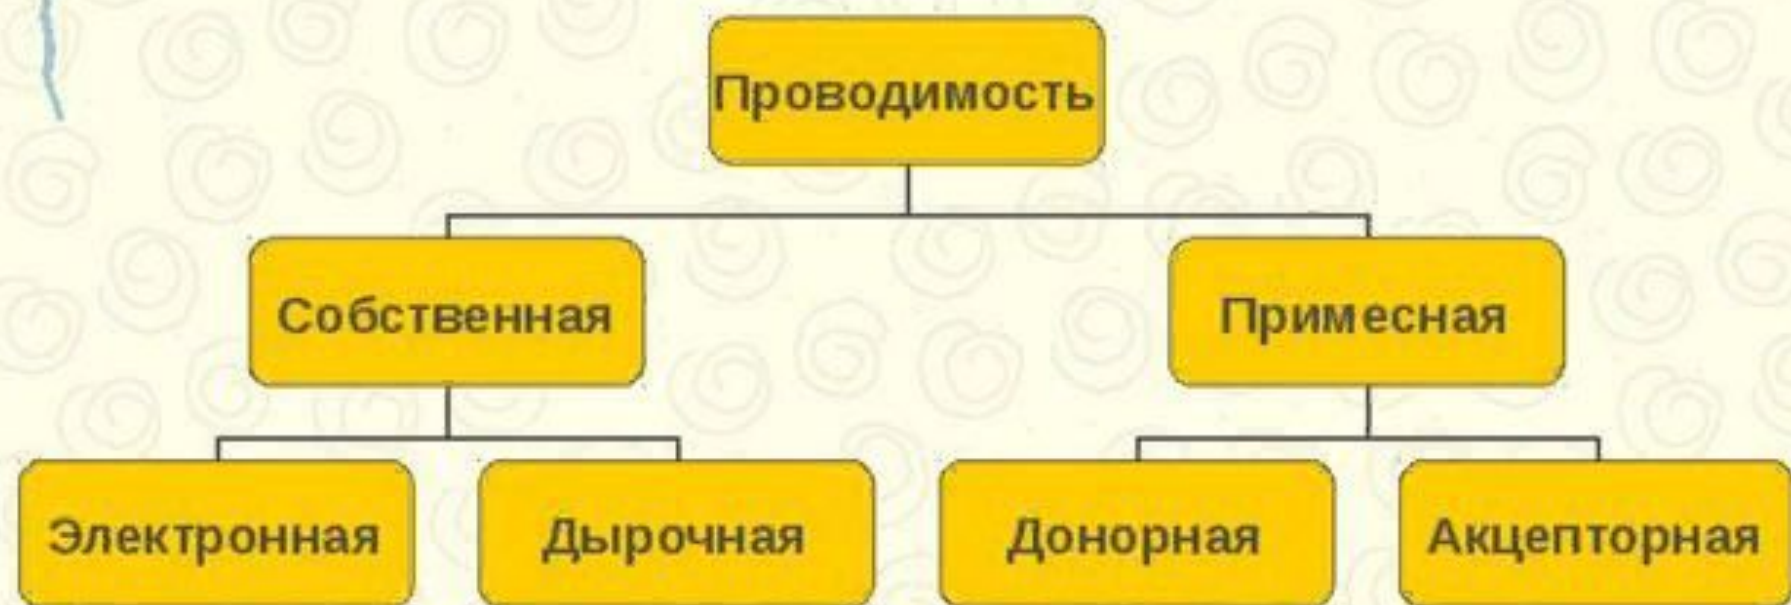 Проводимость
Собственная
Примесная
Электронная
Дырочная
Донорная
Акцепторная